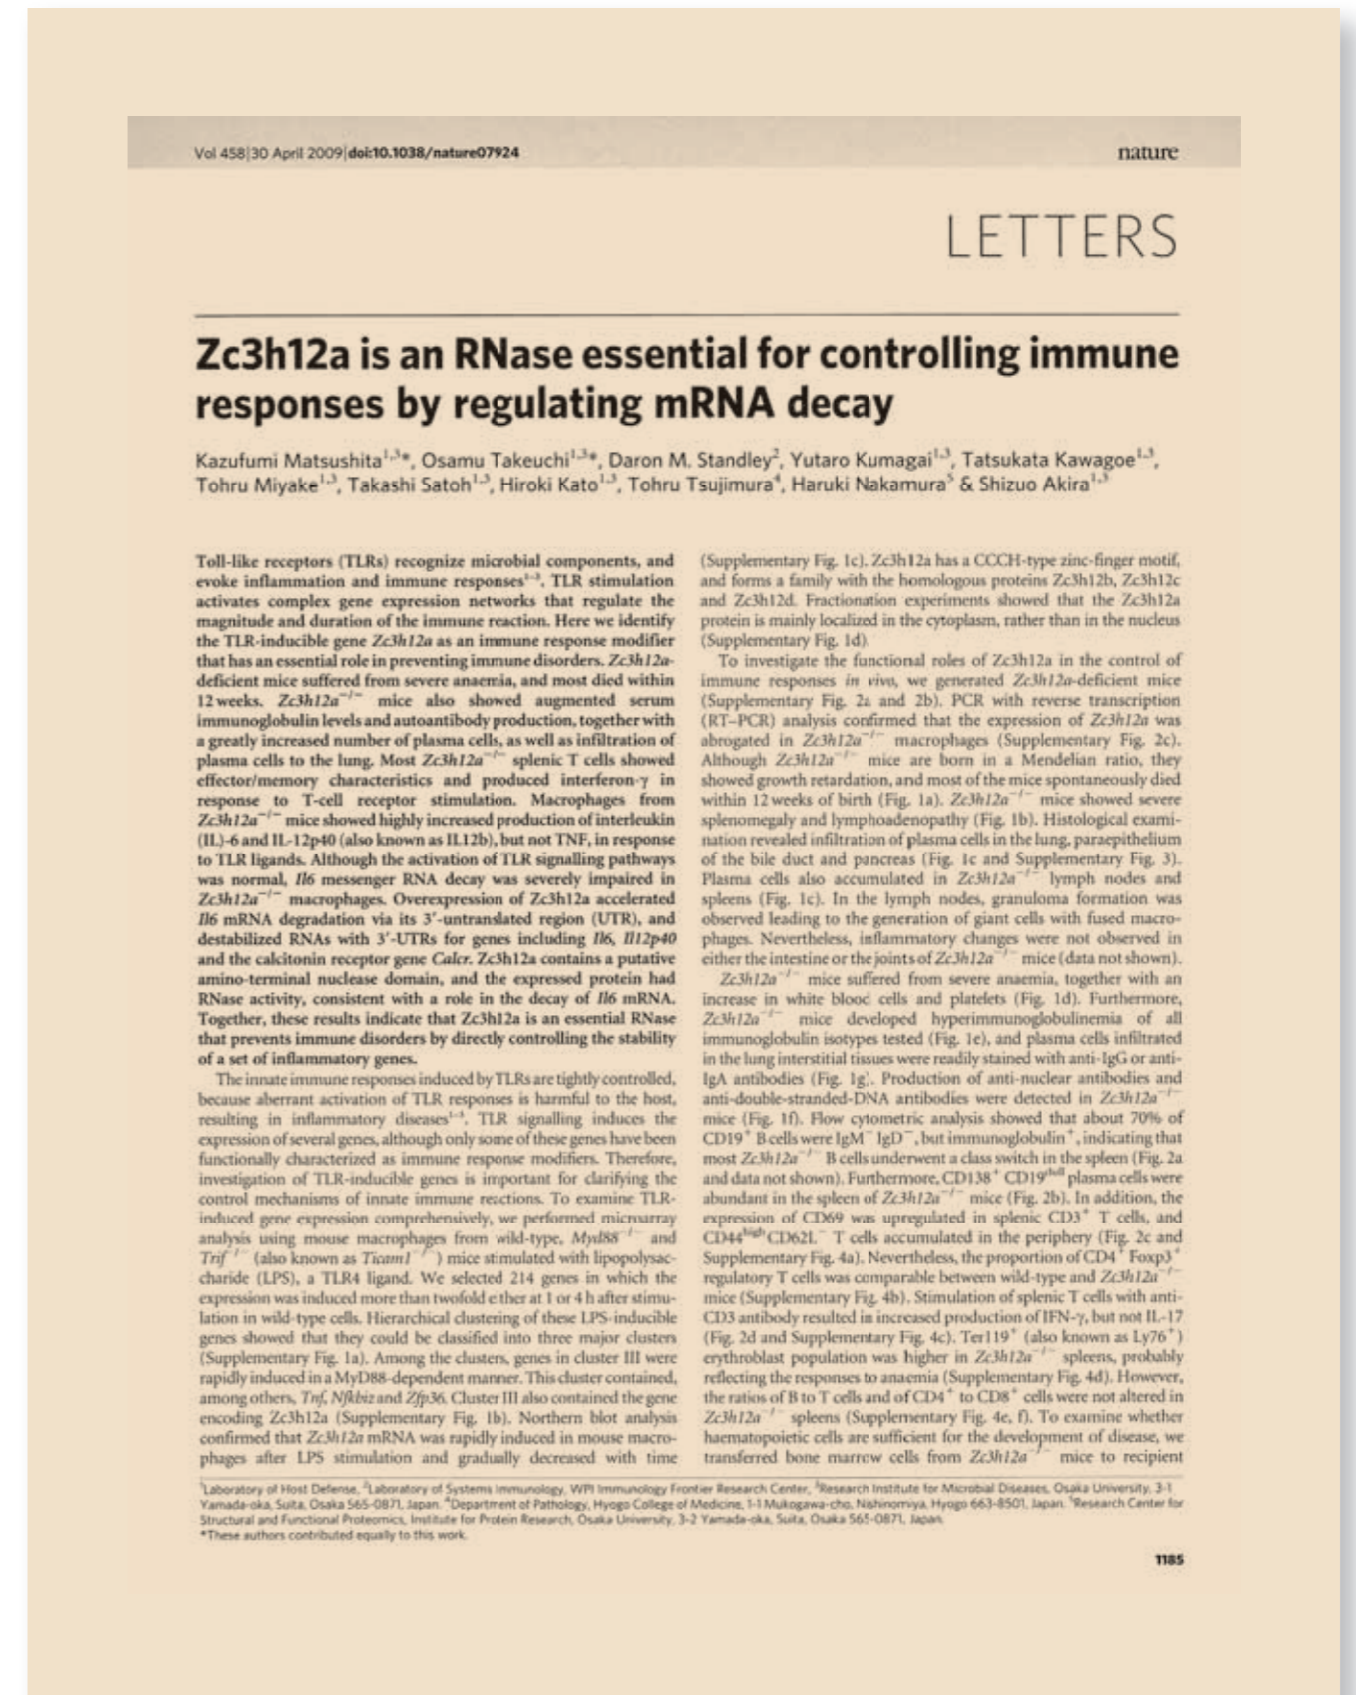 Vol 458|30 April 2009|doi:10.1038/nature07924
nature
LETTERS
Zc3h12a is an RNase essential for controlling immune
responses by regulating mRNA decay
Kazufumi Matsushita¹,³*, Osamu Takeuchi¹,³*, Daron M. Standley², Yutaro Kumagai¹,³, Tatsukata Kawagoe¹,³,
Tohru Miyake¹,³, Takashi Satoh¹,³, Hiroki Kato¹,³, Tohru Tsujimura⁴, Haruki Nakamura⁵ & Shizuo Akira¹,³
Toll-like receptors (TLRs) recognize microbial components, and
evoke inflammation and immune responses¹⁻³. TLR stimulation
activates complex gene expression networks that regulate the
magnitude and duration of the immune reaction. Here we identify
the TLR-inducible gene Zc3h12a as an immune response modifier
that has an essential role in preventing immune disorders. Zc3h12a-
deficient mice suffered from severe anaemia, and most died within
12 weeks. Zc3h12a⁻/⁻ mice also showed augmented serum
immunoglobulin levels and autoantibody production, together with
a greatly increased number of plasma cells, as well as infiltration of
plasma cells to the lung. Most Zc3h12a⁻/⁻ splenic T cells showed
effector/memory characteristics and produced interferon-γ in
response to T-cell receptor stimulation. Macrophages from
Zc3h12a⁻/⁻ mice showed highly increased production of interleukin
(IL)-6 and IL-12p40 (also known as IL12b), but not TNF, in response
to TLR ligands. Although the activation of TLR signalling pathways
was normal, Il6 messenger RNA decay was severely impaired in
Zc3h12a⁻/⁻ macrophages. Overexpression of Zc3h12a accelerated
Il6 mRNA degradation via its 3′-untranslated region (UTR), and
destabilized RNAs with 3′-UTRs for genes including Il6, Il12p40
and the calcitonin receptor gene Calcr. Zc3h12a contains a putative
amino-terminal nuclease domain, and the expressed protein had
RNase activity, consistent with a role in the decay of Il6 mRNA.
Together, these results indicate that Zc3h12a is an essential RNase
that prevents immune disorders by directly controlling the stability
of a set of inflammatory genes.
The innate immune responses induced by TLRs are tightly controlled,
because aberrant activation of TLR responses is harmful to the host,
resulting in inflammatory diseases¹⁻³. TLR signalling induces the
expression of several genes, although only some of these genes have been
functionally characterized as immune response modifiers. Therefore,
investigation of TLR-inducible genes is important for clarifying the
control mechanisms of innate immune reactions. To examine TLR-
induced gene expression comprehensively, we performed microarray
analysis using mouse macrophages from wild-type, Myd88⁻/⁻ and
Trif⁻/⁻ (also known as Ticam1⁻/⁻) mice stimulated with lipopolysac-
charide (LPS), a TLR4 ligand. We selected 214 genes in which the
expression was induced more than twofold either at 1 or 4 h after stimu-
lation in wild-type cells. Hierarchical clustering of these LPS-inducible
genes showed that they could be classified into three major clusters
(Supplementary Fig. 1a). Among the clusters, genes in cluster III were
rapidly induced in a MyD88-dependent manner. This cluster contained,
among others, Tnf, Nfkbiz and Zfp36. Cluster III also contained the gene
encoding Zc3h12a (Supplementary Fig. 1b). Northern blot analysis
confirmed that Zc3h12a mRNA was rapidly induced in mouse macro-
phages after LPS stimulation and gradually decreased with time
(Supplementary Fig. 1c). Zc3h12a has a CCCH-type zinc-finger motif,
and forms a family with the homologous proteins Zc3h12b, Zc3h12c
and Zc3h12d. Fractionation experiments showed that the Zc3h12a
protein is mainly localized in the cytoplasm, rather than in the nucleus
(Supplementary Fig. 1d).
To investigate the functional roles of Zc3h12a in the control of
immune responses in vivo, we generated Zc3h12a-deficient mice
(Supplementary Fig. 2a and 2b). PCR with reverse transcription
(RT–PCR) analysis confirmed that the expression of Zc3h12a was
abrogated in Zc3h12a⁻/⁻ macrophages (Supplementary Fig. 2c).
Although Zc3h12a⁻/⁻ mice are born in a Mendelian ratio, they
showed growth retardation, and most of the mice spontaneously died
within 12 weeks of birth (Fig. 1a). Zc3h12a⁻/⁻ mice showed severe
splenomegaly and lymphoadenopathy (Fig. 1b). Histological exami-
nation revealed infiltration of plasma cells in the lung, paraepithelium
of the bile duct and pancreas (Fig. 1c and Supplementary Fig. 3).
Plasma cells also accumulated in Zc3h12a⁻/⁻ lymph nodes and
spleens (Fig. 1c). In the lymph nodes, granuloma formation was
observed leading to the generation of giant cells with fused macro-
phages. Nevertheless, inflammatory changes were not observed in
either the intestine or the joints of Zc3h12a⁻/⁻ mice (data not shown).
Zc3h12a⁻/⁻ mice suffered from severe anaemia, together with an
increase in white blood cells and platelets (Fig. 1d). Furthermore,
Zc3h12a⁻/⁻ mice developed hyperimmunoglobulinemia of all
immunoglobulin isotypes tested (Fig. 1e), and plasma cells infiltrated
in the lung interstitial tissues were readily stained with anti-IgG or anti-
IgA antibodies (Fig. 1g). Production of anti-nuclear antibodies and
anti-double-stranded-DNA antibodies were detected in Zc3h12a⁻/⁻
mice (Fig. 1f). Flow cytometric analysis showed that about 70% of
CD19⁺ B cells were IgM⁻ IgD⁻, but immunoglobulin⁺, indicating that
most Zc3h12a⁻/⁻ B cells underwent a class switch in the spleen (Fig. 2a
and data not shown). Furthermore, CD138⁺ CD19ᵈᵘˡˡ plasma cells were
abundant in the spleen of Zc3h12a⁻/⁻ mice (Fig. 2b). In addition, the
expression of CD69 was upregulated in splenic CD3⁺ T cells, and
CD44ʰⁱᵍʰ CD62L⁻ T cells accumulated in the periphery (Fig. 2c and
Supplementary Fig. 4a). Nevertheless, the proportion of CD4⁺ Foxp3⁺
regulatory T cells was comparable between wild-type and Zc3h12a⁻/⁻
mice (Supplementary Fig. 4b). Stimulation of splenic T cells with anti-
CD3 antibody resulted in increased production of IFN-γ, but not IL-17
(Fig. 2d and Supplementary Fig. 4c). Ter119⁺ (also known as Ly76⁺)
erythroblast population was higher in Zc3h12a⁻/⁻ spleens, probably
reflecting the responses to anaemia (Supplementary Fig. 4d). However,
the ratios of B to T cells and of CD4⁺ to CD8⁺ cells were not altered in
Zc3h12a⁻/⁻ spleens (Supplementary Fig. 4e, f). To examine whether
haematopoietic cells are sufficient for the development of disease, we
transferred bone marrow cells from Zc3h12a⁻/⁻ mice to recipient
¹Laboratory of Host Defense, ²Laboratory of Systems Immunology, WPI Immunology Frontier Research Center, ³Research Institute for Microbial Diseases, Osaka University, 3-1
Yamada-oka, Suita, Osaka 565-0871, Japan. ⁴Department of Pathology, Hyogo College of Medicine, 1-1 Mukogawa-cho, Nishinomiya, Hyogo 663-8501, Japan. ⁵Research Center for
Structural and Functional Proteomics, Institute for Protein Research, Osaka University, 3-2 Yamada-oka, Suita, Osaka 565-0871, Japan.
*These authors contributed equally to this work.
1185